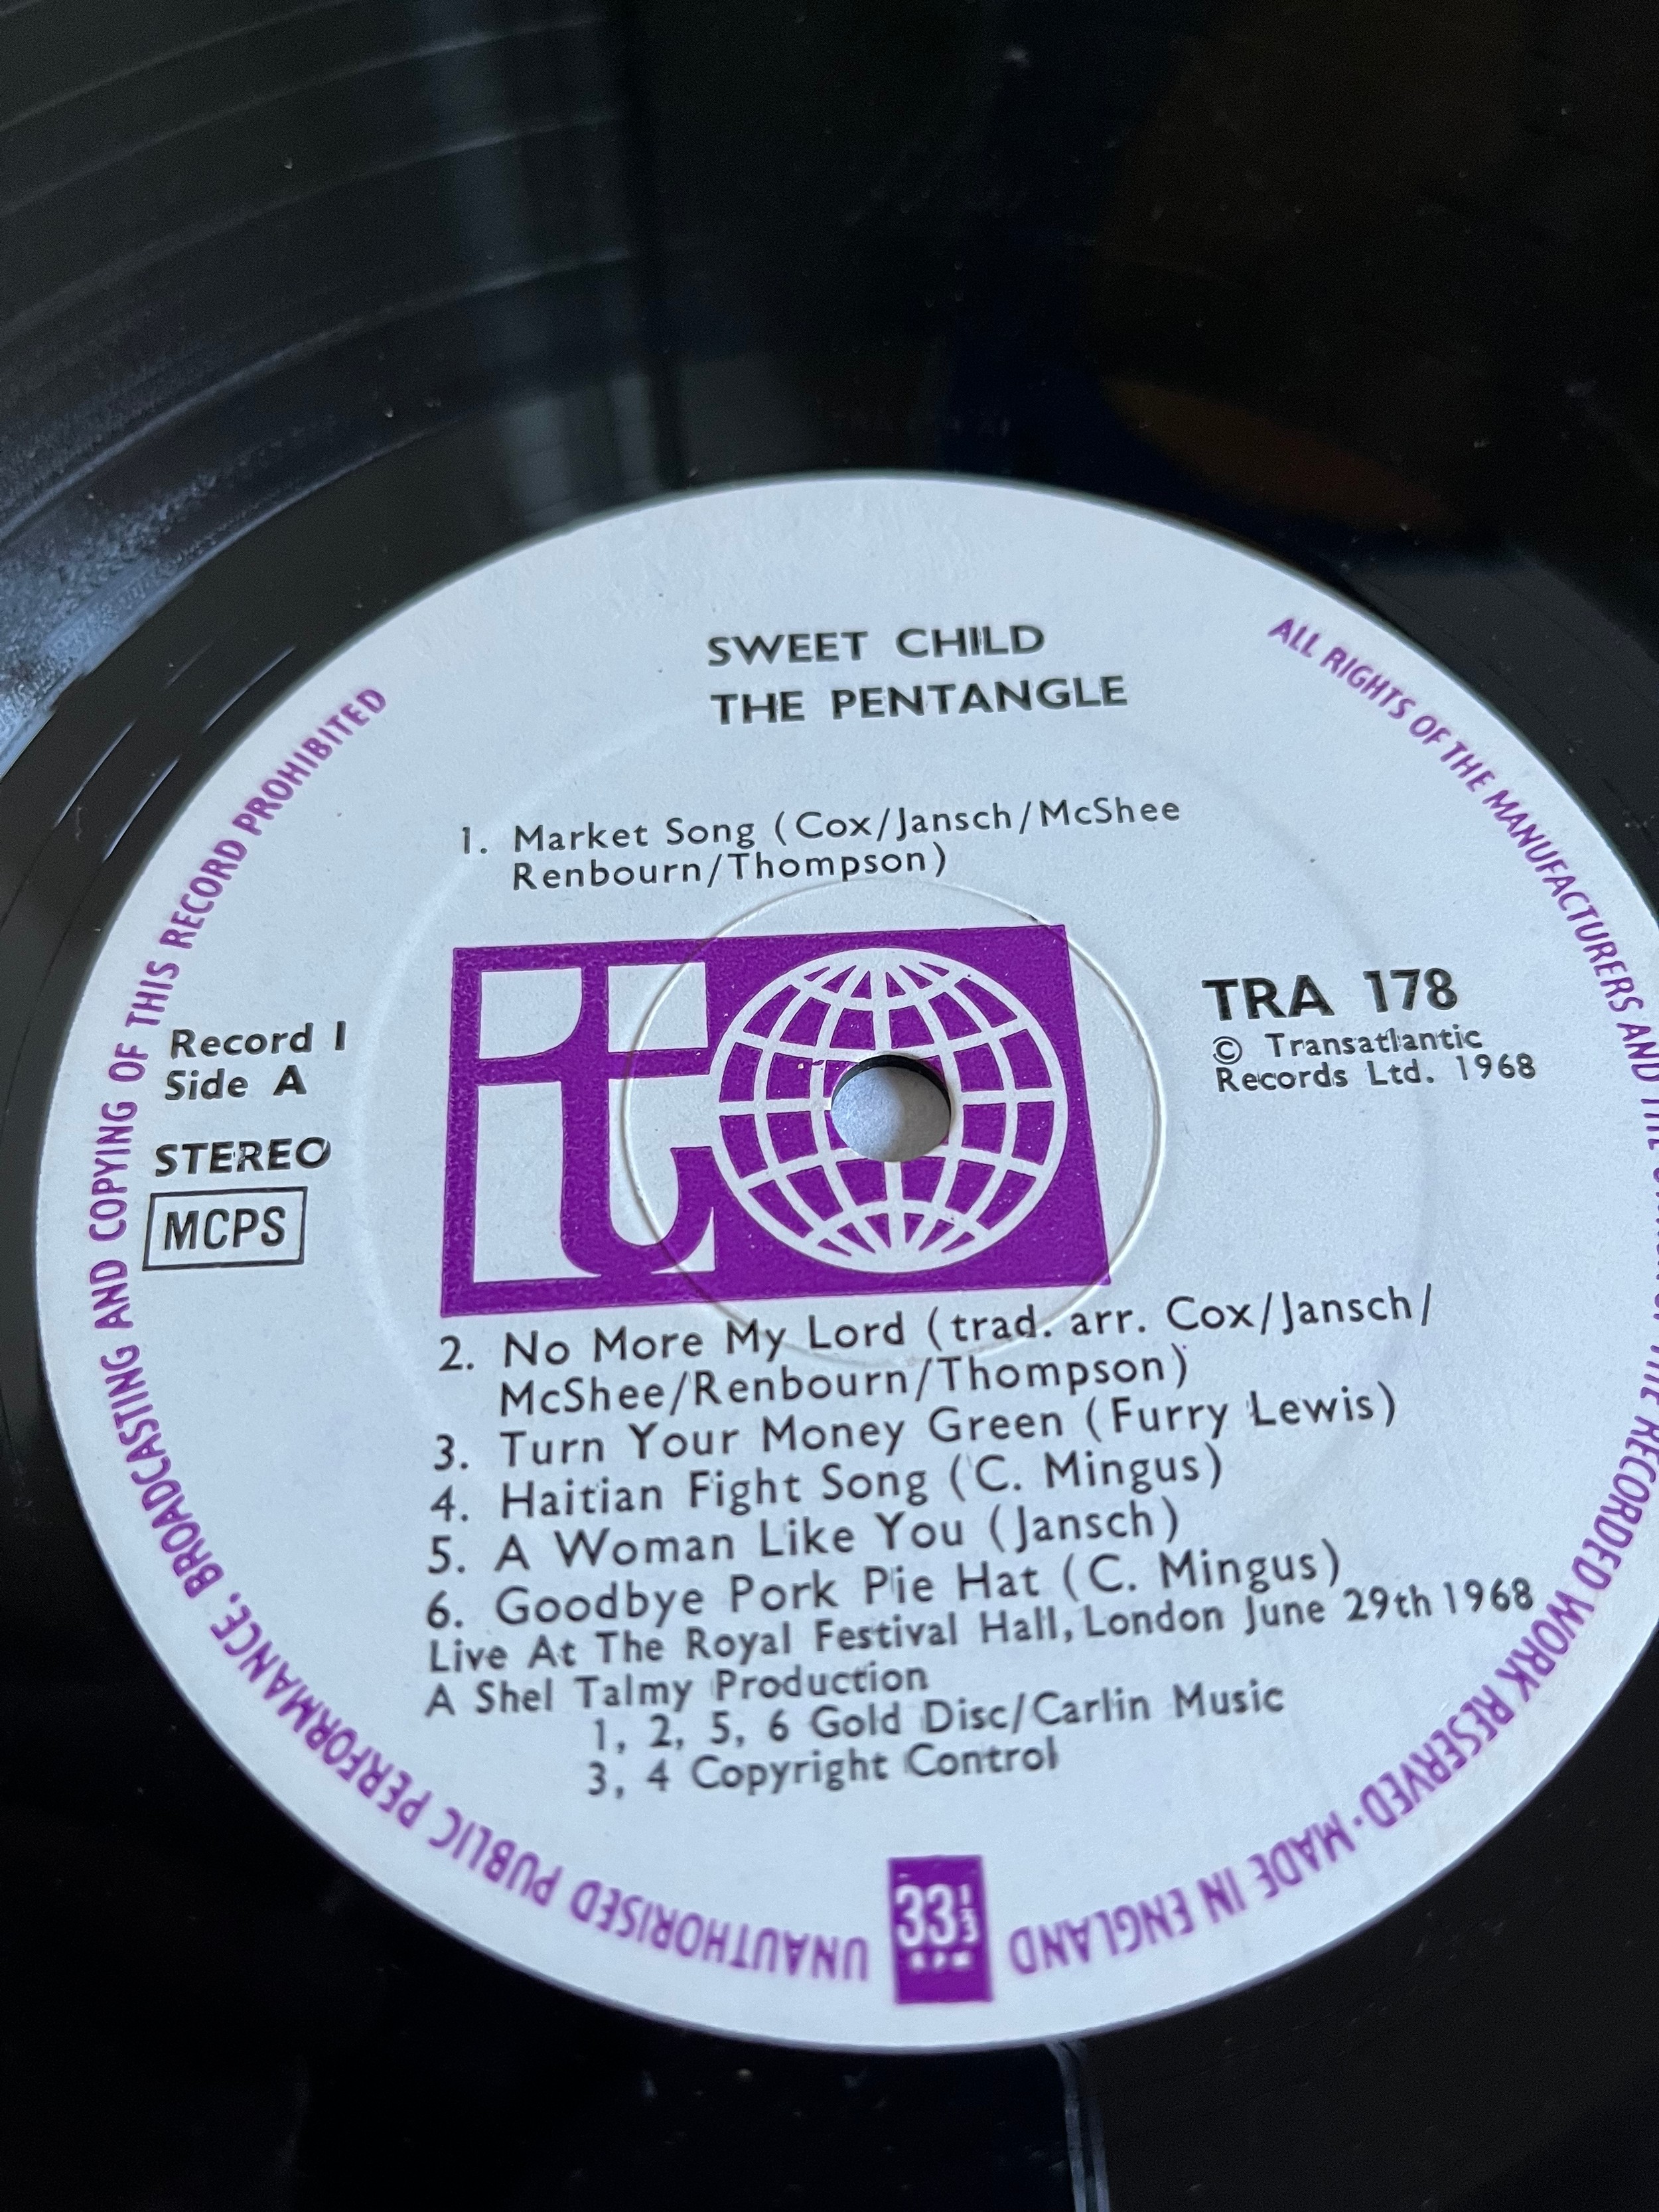 SWEET CHILD
THE PENTANGLE
1. Market Song (Cox/Jansch/McShee
Renbourn/Thompson)
Record 1
Side A
STEREO
MCPS
it
TRA 178
© Transatlantic
Records Ltd. 1968
2. No More My Lord (trad. arr. Cox/Jansch/
McShee/Renbourn/Thompson)
3. Turn Your Money Green (Furry Lewis)
4. Haitian Fight Song (C. Mingus)
5. A Woman Like You (Jansch)
6. Goodbye Pork Pie Hat (C. Mingus)
Live At The Royal Festival Hall, London June 29th 1968
A Shel Talmy Production
1, 2, 5, 6 Gold Disc/Carlin Music
3, 4 Copyright Control
33⅓
RPM
ALL RIGHTS OF THE MANUFACTURERS AND THE RECORDED WORK RESERVED · MADE IN ENGLAND
UNAUTHORISED PUBLIC PERFORMANCE, BROADCASTING AND COPYING OF THIS RECORD PROHIBITED